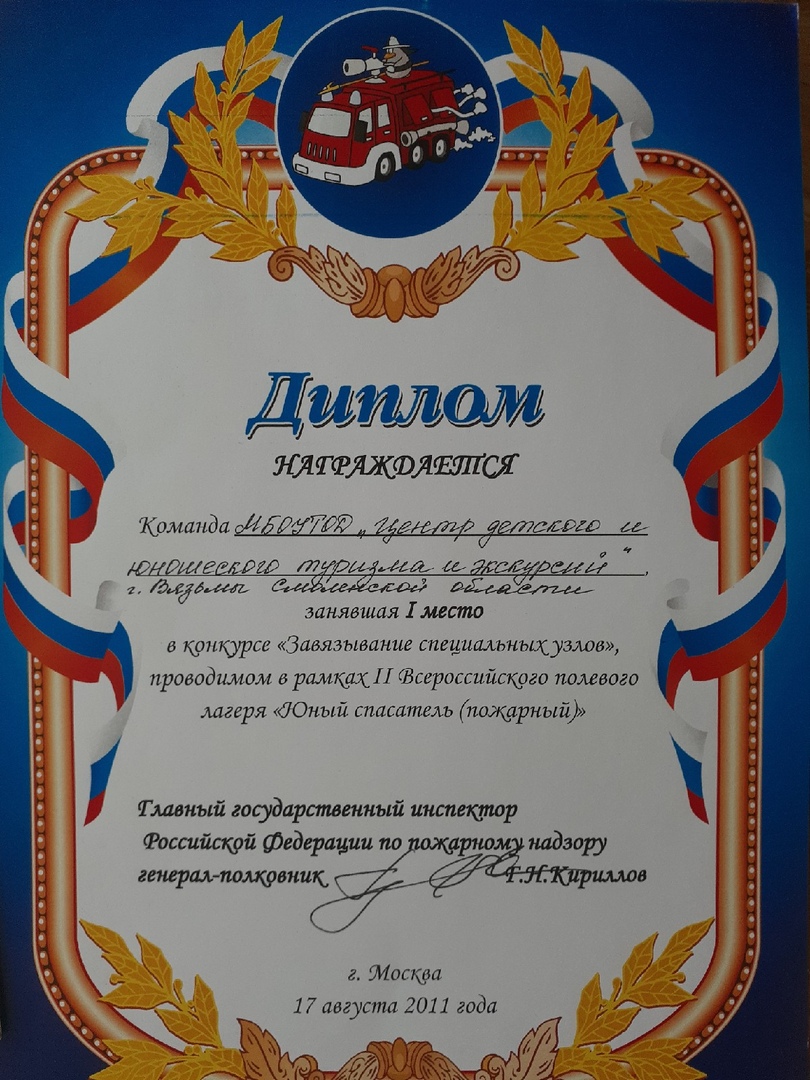 Диплом
НАГРАЖДАЕТСЯ
Команда МБОУТОД „Центр детского и
юношеского туризма и экскурсий",
г. Вязьмы Смоленской области
занявшая I место
в конкурсе «Завязывание специальных узлов»,
проводимом в рамках II Всероссийского полевого
лагеря «Юный спасатель (пожарный)»
Главный государственный инспектор
Российской Федерации по пожарному надзору
генерал-полковник Г.Н.Кириллов
г. Москва
17 августа 2011 года